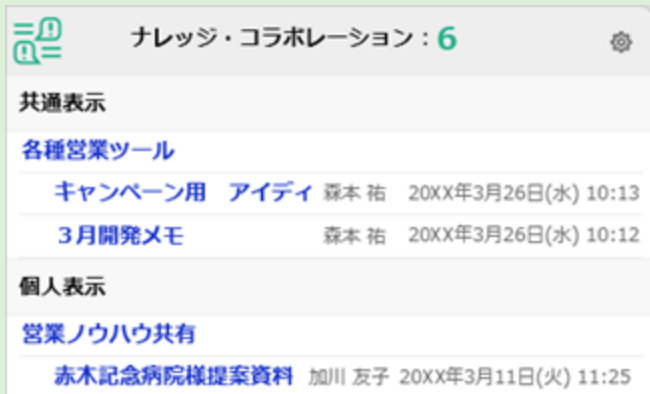 ナレッジ・コラボレーション：6
共通表示
各種営業ツール
キャンペーン用　アイディ 森本 祐 20XX年3月26日(水) 10:13
３月開発メモ 森本 祐 20XX年3月26日(水) 10:12
個人表示
営業ノウハウ共有
赤木記念病院様提案資料 加川 友子 20XX年3月11日(火) 11:25